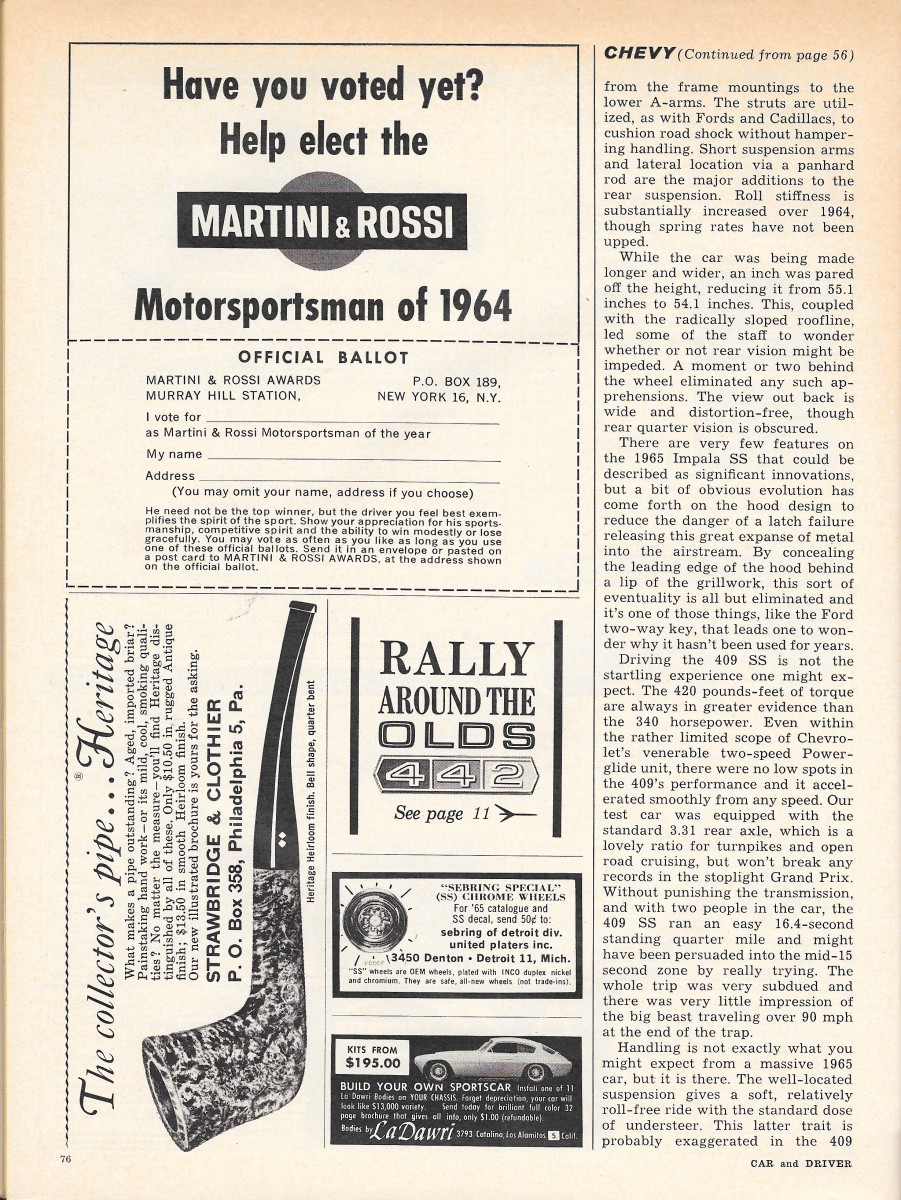 Have you voted yet?
Help elect the
MARTINI & ROSSI
Motorsportsman of 1964
OFFICIAL BALLOT
MARTINI & ROSSI AWARDS P.O. BOX 189,
MURRAY HILL STATION, NEW YORK 16, N.Y.
I vote for
as Martini & Rossi Motorsportsman of the year
My name
Address
(You may omit your name, address if you choose)
He need not be the top winner, but the driver you feel best exem-
plifies the spirit of the sport. Show your appreciation for his sports-
manship, competitive spirit and the ability to win modestly or lose
gracefully. You may vote as often as you like as long as you use
one of these official ballots. Send it in an envelope or pasted on
a post card to MARTINI & ROSSI AWARDS, at the address shown
on the official ballot.
The collector's pipe...Heritage®
What makes a pipe outstanding? Aged, imported briar?
Painstaking hand work—or its mild, cool, smoking quali-
ties? No matter the measure—you'll find Heritage dis-
tinguished by all of these. Only $10.50 in rugged Antique
finish; $13.50 in smooth Heirloom finish.
Our new illustrated brochure is yours for the asking.
STRAWBRIDGE & CLOTHIER
P. O. Box 358, Philadelphia 5, Pa.
Heritage Heirloom finish. Bell shape, quarter bent
RALLY
AROUND THE
OLDS
442
See page 11
"SEBRING SPECIAL"
(SS) CHROME WHEELS
For '65 catalogue and
SS decal, send 50¢ to:
sebring of detroit div.
united platers inc.
3450 Denton • Detroit 11, Mich.
"SS" wheels are OEM wheels, plated with INCO duplex nickel
and chromium. They are safe, all-new wheels (not trade-ins).
KITS FROM
$195.00
BUILD YOUR OWN SPORTSCAR Install one of 11
La Dawri Bodies on YOUR CHASSIS. Forget depreciation, your car will
look like $13,000 variety. Send today for brilliant full color 32
page brochure that gives all info, only $1.00 (refundable).
Bodies by LaDawri 3793 Catalina, Los Alamitos 5, Calif.
CHEVY (Continued from page 56)
from the frame mountings to the
lower A-arms. The struts are util-
ized, as with Fords and Cadillacs, to
cushion road shock without hamper-
ing handling. Short suspension arms
and lateral location via a panhard
rod are the major additions to the
rear suspension. Roll stiffness is
substantially increased over 1964,
though spring rates have not been
upped.
While the car was being made
longer and wider, an inch was pared
off the height, reducing it from 55.1
inches to 54.1 inches. This, coupled
with the radically sloped roofline,
led some of the staff to wonder
whether or not rear vision might be
impeded. A moment or two behind
the wheel eliminated any such ap-
prehensions. The view out back is
wide and distortion-free, though
rear quarter vision is obscured.
There are very few features on
the 1965 Impala SS that could be
described as significant innovations,
but a bit of obvious evolution has
come forth on the hood design to
reduce the danger of a latch failure
releasing this great expanse of metal
into the airstream. By concealing
the leading edge of the hood behind
a lip of the grillwork, this sort of
eventuality is all but eliminated and
it's one of those things, like the Ford
two-way key, that leads one to won-
der why it hasn't been used for years.
Driving the 409 SS is not the
startling experience one might ex-
pect. The 420 pounds-feet of torque
are always in greater evidence than
the 340 horsepower. Even within
the rather limited scope of Chevro-
let's venerable two-speed Power-
glide unit, there were no low spots in
the 409's performance and it accel-
erated smoothly from any speed. Our
test car was equipped with the
standard 3.31 rear axle, which is a
lovely ratio for turnpikes and open
road cruising, but won't break any
records in the stoplight Grand Prix.
Without punishing the transmission,
and with two people in the car, the
409 SS ran an easy 16.4-second
standing quarter mile and might
have been persuaded into the mid-15
second zone by really trying. The
whole trip was very subdued and
there was very little impression of
the big beast traveling over 90 mph
at the end of the trap.
Handling is not exactly what you
might expect from a massive 1965
car, but it is there. The well-located
suspension gives a soft, relatively
roll-free ride with the standard dose
of understeer. This latter trait is
probably exaggerated in the 409
76
CAR and DRIVER